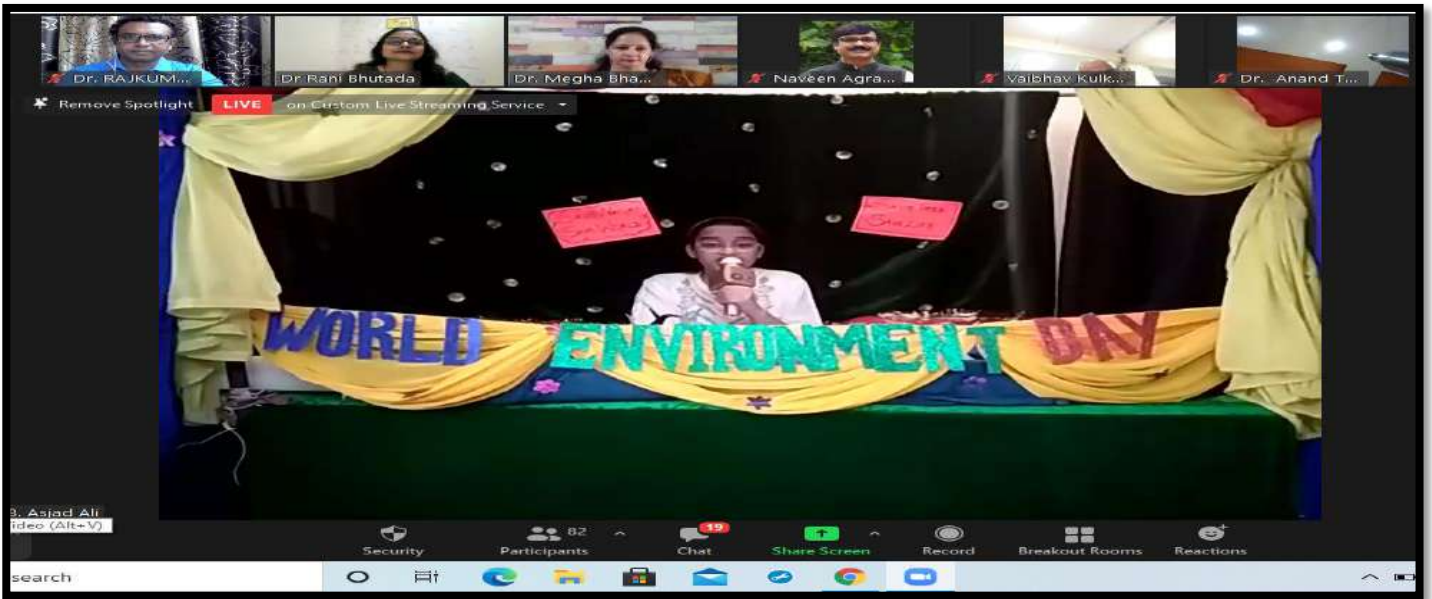 Dr. RAJKUM...
Dr Rani Bhutada
Dr. Megha Bha...
Naveen Agra...
Vaibhav Kulk...
Dr. Anand T...
Remove Spotlight
LIVE on Custom Live Streaming Service
WORLD ENVIRONMENT DAY
3. Asjad Ali
ideo (Alt+V)
Security
Participants
82
Chat
19
Share Screen
Record
Breakout Rooms
Reactions
search